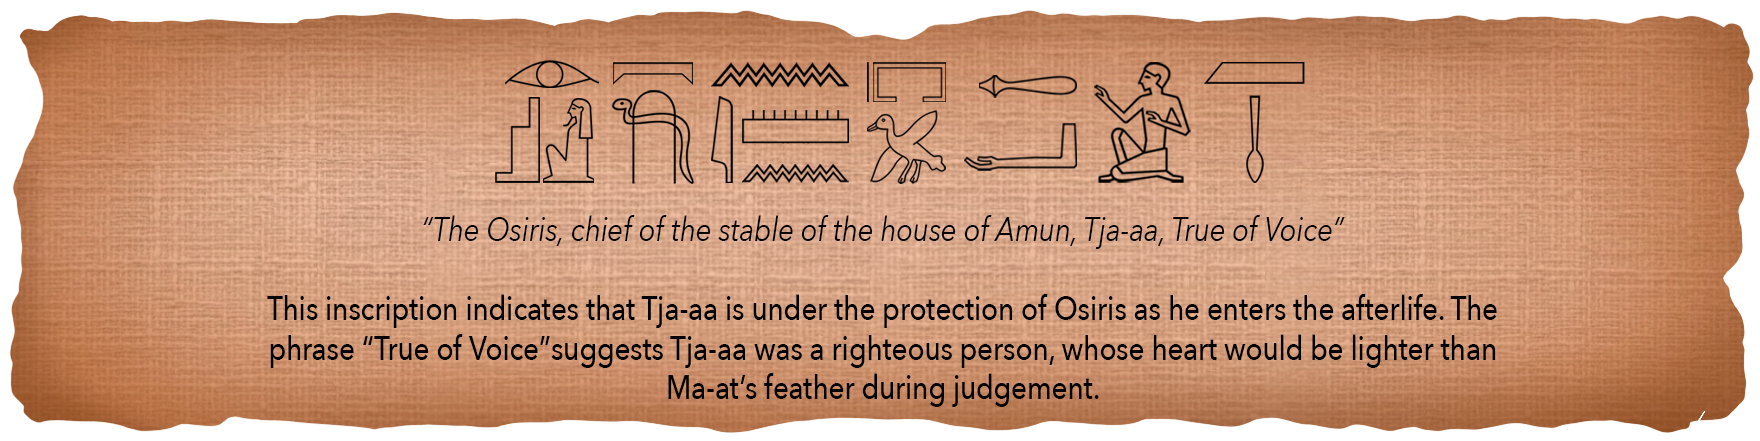 “The Osiris, chief of the stable of the house of Amun, Tja-aa, True of Voice”
This inscription indicates that Tja-aa is under the protection of Osiris as he enters the afterlife. The
phrase “True of Voice”suggests Tja-aa was a righteous person, whose heart would be lighter than
Ma-at’s feather during judgement.